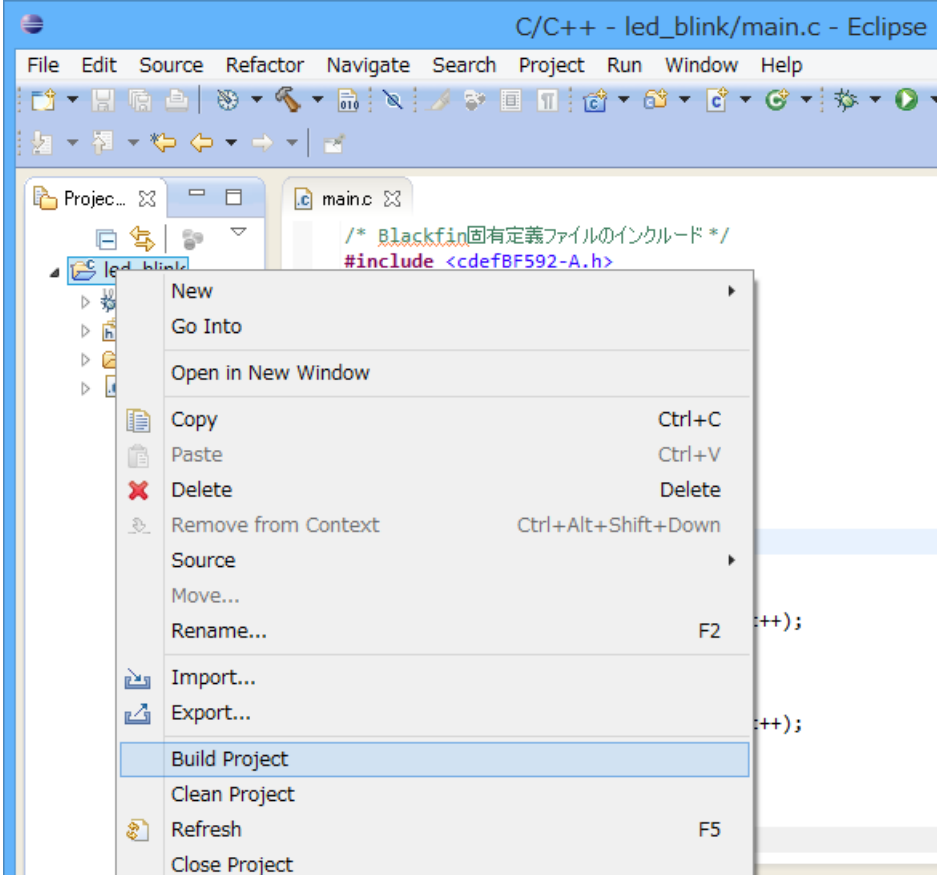 C/C++ - led_blink/main.c - Eclipse
File Edit Source Refactor Navigate Search Project Run Window Help
Projec...
main.c
/* Blackfin固有定義ファイルのインクルード */
#include <cdefBF592-A.h>
led_blink
New
Go Into
Open in New Window
Copy Ctrl+C
Paste Ctrl+V
Delete Delete
Remove from Context Ctrl+Alt+Shift+Down
Source
Move...
Rename... F2
++);
Import...
Export...
++);
Build Project
Clean Project
Refresh F5
Close Project